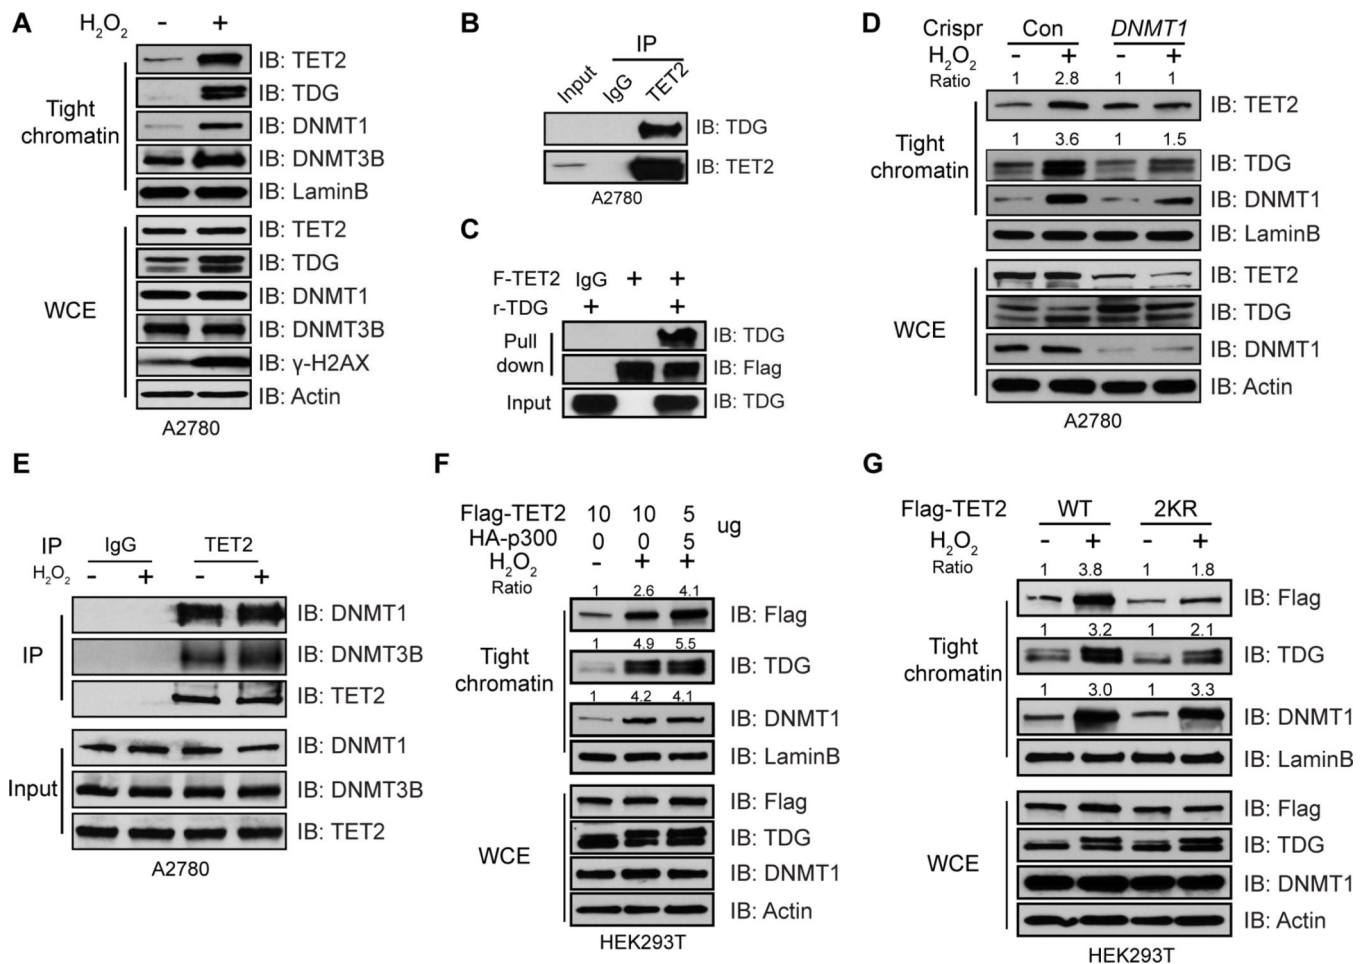 A
H2O2 - +
Tight
chromatin
IB: TET2
IB: TDG
IB: DNMT1
IB: DNMT3B
IB: LaminB
WCE
IB: TET2
IB: TDG
IB: DNMT1
IB: DNMT3B
IB: γ-H2AX
IB: Actin
A2780
B
IP
Input IgG TET2
IB: TDG
IB: TET2
A2780
C
F-TET2 IgG + +
r-TDG + +
Pull
down
IB: TDG
IB: Flag
Input IB: TDG
D
Crispr Con DNMT1
H2O2 - + - +
Ratio 1 2.8 1 1
Tight
chromatin
IB: TET2
1 3.6 1 1.5
IB: TDG
IB: DNMT1
IB: LaminB
WCE
IB: TET2
IB: TDG
IB: DNMT1
IB: Actin
A2780
E
IP IgG TET2
H2O2 - + - +
IP
IB: DNMT1
IB: DNMT3B
IB: TET2
Input
IB: DNMT1
IB: DNMT3B
IB: TET2
A2780
F
Flag-TET2 10 10 5 ug
HA-p300 0 0 5
H2O2 - + +
Ratio 1 2.6 4.1
Tight
chromatin
IB: Flag
1 4.9 5.5
IB: TDG
1 4.2 4.1
IB: DNMT1
IB: LaminB
WCE
IB: Flag
IB: TDG
IB: DNMT1
IB: Actin
HEK293T
G
Flag-TET2 WT 2KR
H2O2 - + - +
Ratio 1 3.8 1 1.8
Tight
chromatin
IB: Flag
1 3.2 1 2.1
IB: TDG
1 3.0 1 3.3
IB: DNMT1
IB: LaminB
WCE
IB: Flag
IB: TDG
IB: DNMT1
IB: Actin
HEK293T